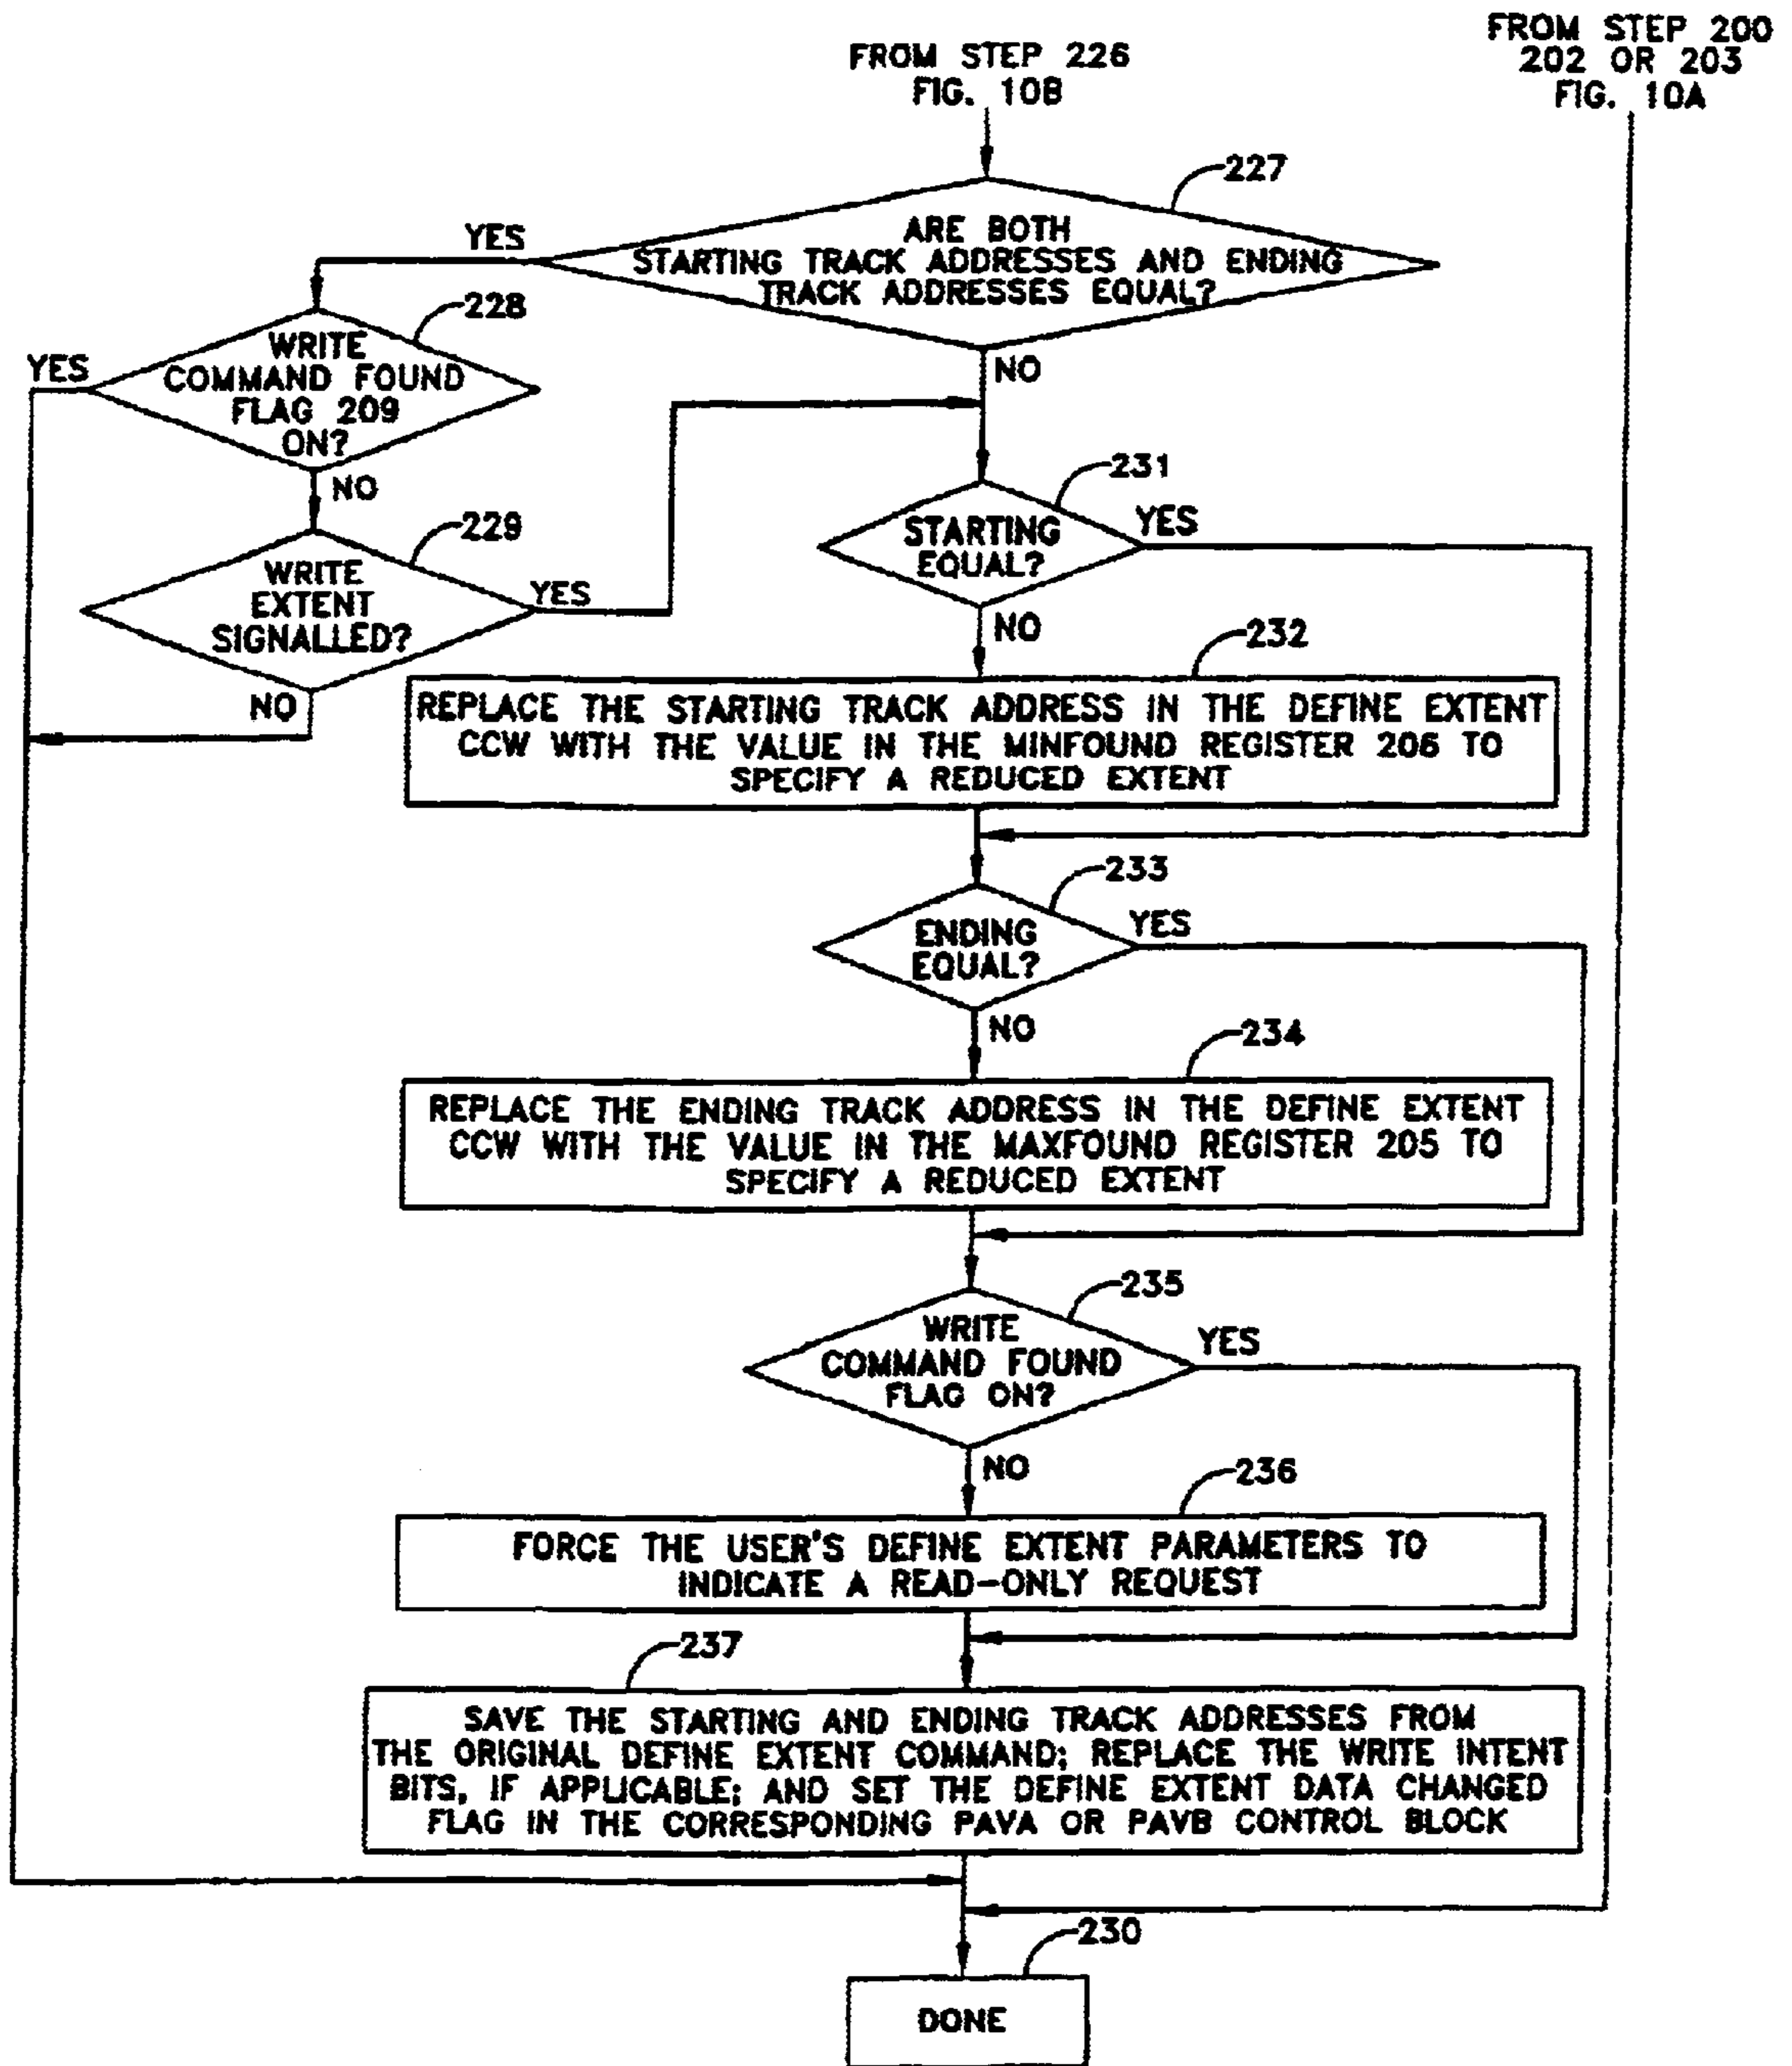 FROM STEP 226
FIG. 10B
FROM STEP 200
202 OR 203
FIG. 10A
227
ARE BOTH
STARTING TRACK ADDRESSES AND ENDING
TRACK ADDRESSES EQUAL?
YES
NO
228
WRITE
COMMAND FOUND
FLAG 209
ON?
YES
NO
229
WRITE
EXTENT
SIGNALLED?
YES
NO
231
STARTING
EQUAL?
YES
NO
232
REPLACE THE STARTING TRACK ADDRESS IN THE DEFINE EXTENT
CCW WITH THE VALUE IN THE MINFOUND REGISTER 206 TO
SPECIFY A REDUCED EXTENT
233
ENDING
EQUAL?
YES
NO
234
REPLACE THE ENDING TRACK ADDRESS IN THE DEFINE EXTENT
CCW WITH THE VALUE IN THE MAXFOUND REGISTER 205 TO
SPECIFY A REDUCED EXTENT
235
WRITE
COMMAND FOUND
FLAG ON?
YES
NO
236
FORCE THE USER'S DEFINE EXTENT PARAMETERS TO
INDICATE A READ-ONLY REQUEST
237
SAVE THE STARTING AND ENDING TRACK ADDRESSES FROM
THE ORIGINAL DEFINE EXTENT COMMAND; REPLACE THE WRITE INTENT
BITS, IF APPLICABLE; AND SET THE DEFINE EXTENT DATA CHANGED
FLAG IN THE CORRESPONDING PAVA OR PAVB CONTROL BLOCK
230
DONE